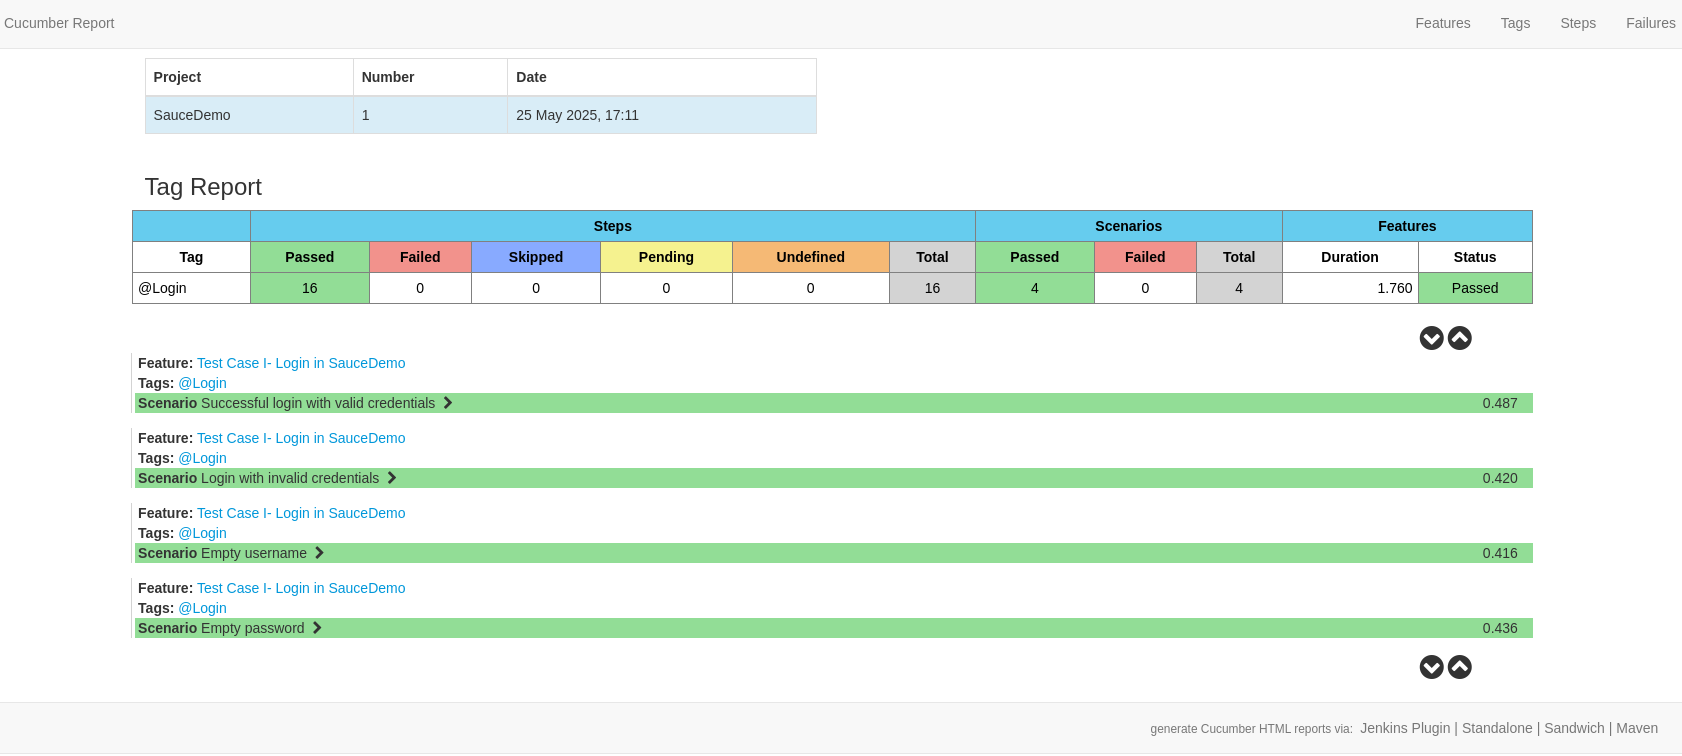 Cucumber Report Features Tags Steps Failures
Project Number Date
SauceDemo 1 25 May 2025, 17:11
Tag Report
Steps Scenarios Features
Tag Passed Failed Skipped Pending Undefined Total Passed Failed Total Duration Status
@Login 16 0 0 0 0 16 4 0 4 1.760 Passed
Feature: Test Case I- Login in SauceDemo
Tags: @Login
Scenario Successful login with valid credentials 0.487
Feature: Test Case I- Login in SauceDemo
Tags: @Login
Scenario Login with invalid credentials 0.420
Feature: Test Case I- Login in SauceDemo
Tags: @Login
Scenario Empty username 0.416
Feature: Test Case I- Login in SauceDemo
Tags: @Login
Scenario Empty password 0.436
generate Cucumber HTML reports via: Jenkins Plugin | Standalone | Sandwich | Maven